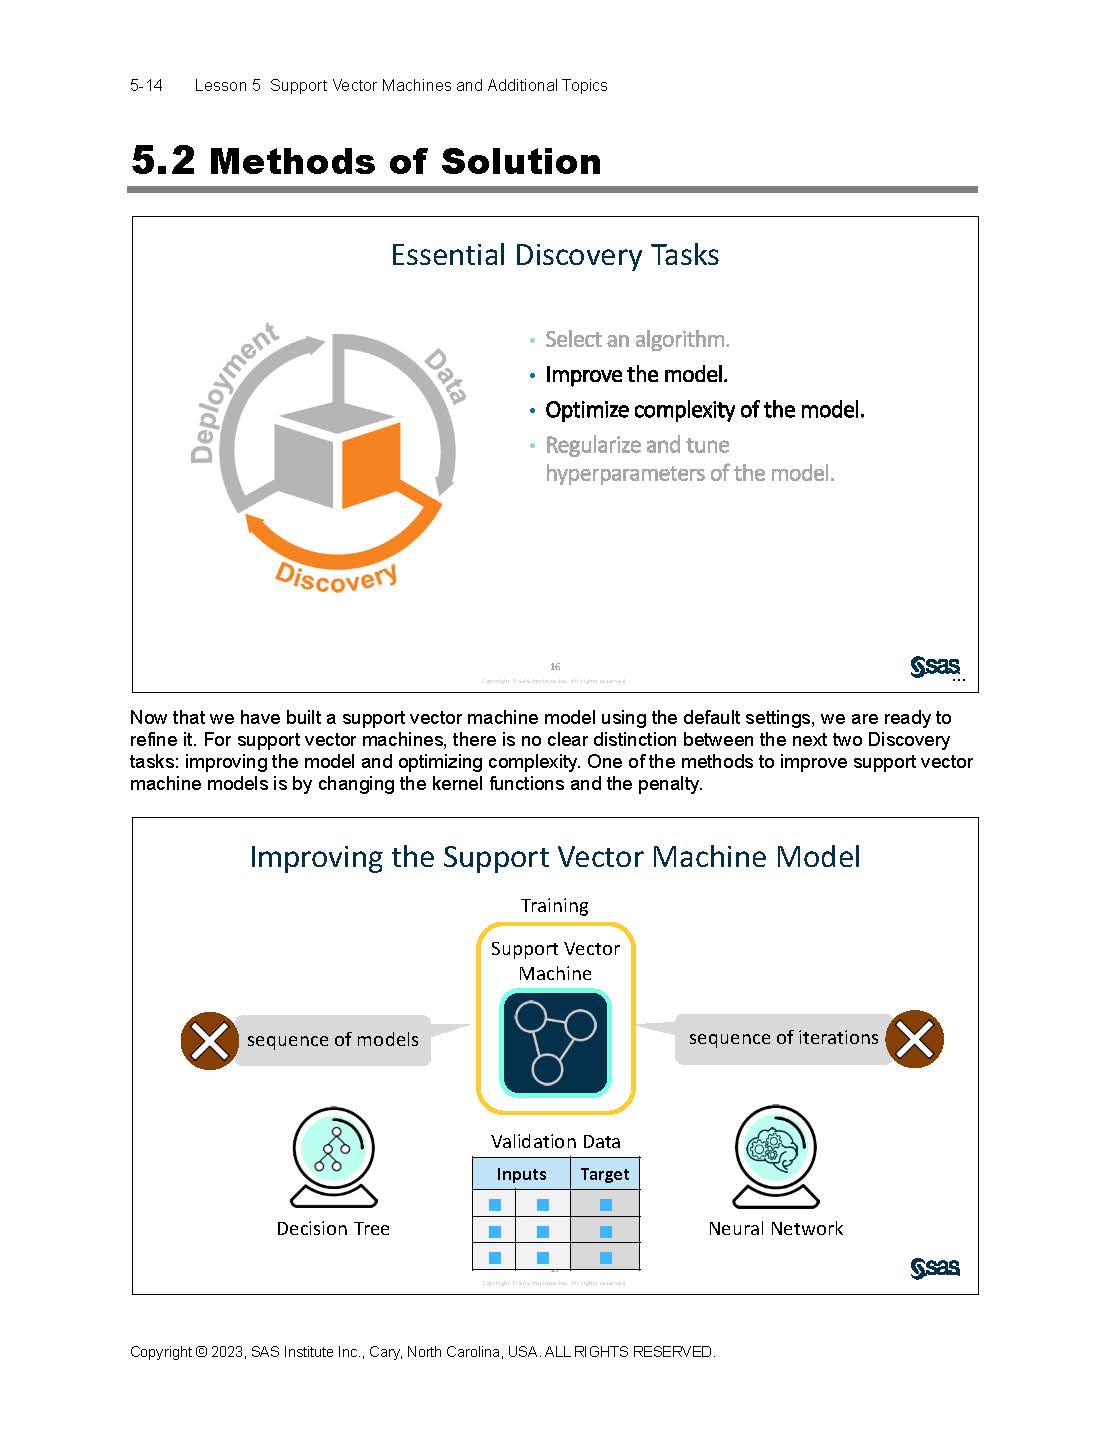 5-14 Lesson 5 Support Vector Machines and Additional Topics
5.2 Methods of Solution
Essential Discovery Tasks
Deployment
Data
Discovery
• Select an algorithm.
• Improve the model.
• Optimize complexity of the model.
• Regularize and tune
hyperparameters of the model.
16
Copyright © SAS Institute Inc. All rights reserved.
sas
...
Now that we have built a support vector machine model using the default settings, we are ready to
refine it. For support vector machines, there is no clear distinction between the next two Discovery
tasks: improving the model and optimizing complexity. One of the methods to improve support vector
machine models is by changing the kernel functions and the penalty.
Improving the Support Vector Machine Model
Training
Support Vector
Machine
sequence of models
sequence of iterations
Validation Data
Inputs Target
Decision Tree
Neural Network
Copyright © SAS Institute Inc. All rights reserved.
sas
Copyright © 2023, SAS Institute Inc., Cary, North Carolina, USA. ALL RIGHTS RESERVED.